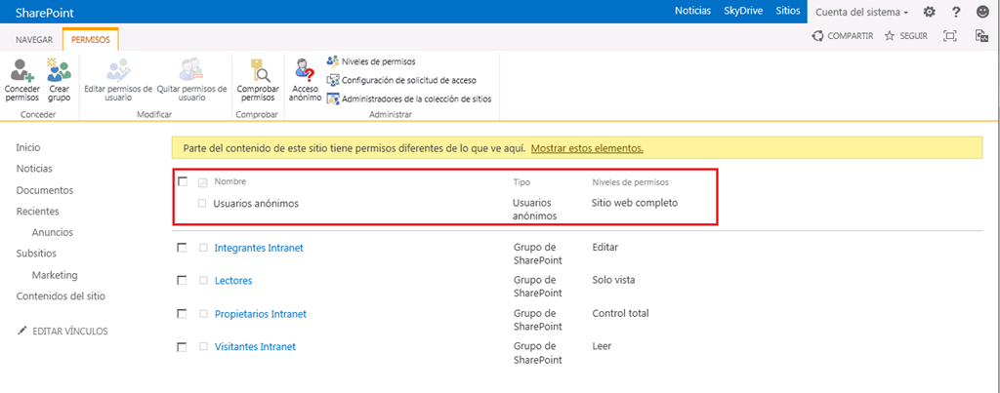 SharePoint
Noticias SkyDrive Sitios Cuenta del sistema
NAVEGAR PERMISOS
COMPARTIR SEGUIR
Conceder permisos
Crear grupo
Conceder
Editar permisos de usuario
Quitar permisos de usuario
Modificar
Comprobar permisos
Comprobar
Acceso anónimo
Niveles de permisos
Configuración de solicitud de acceso
Administradores de la colección de sitios
Administrar
Inicio
Noticias
Documentos
Recientes
Anuncios
Subsitios
Marketing
Contenidos del sitio
EDITAR VÍNCULOS
Parte del contenido de este sitio tiene permisos diferentes de lo que ve aquí. Mostrar estos elementos.
Nombre Tipo Niveles de permisos
Usuarios anónimos Usuarios anónimos Sitio web completo
Integrantes Intranet Grupo de SharePoint Editar
Lectores Grupo de SharePoint Solo vista
Propietarios Intranet Grupo de SharePoint Control total
Visitantes Intranet Grupo de SharePoint Leer